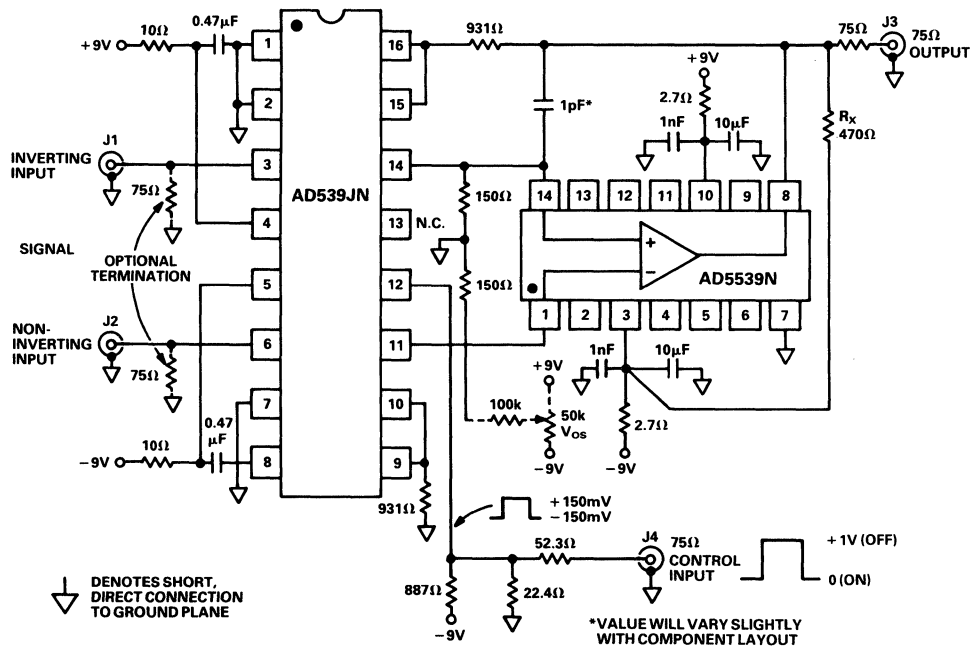 +9V
10Ω
0.47μF
1
2
3
4
5
6
7
8
16
15
14
13
12
11
10
9
AD539JN
N.C.
931Ω
1pF*
+9V
2.7Ω
1nF
10μF
75Ω
J3
75Ω
OUTPUT
RX
470Ω
J1
INVERTING
INPUT
75Ω
SIGNAL
OPTIONAL
TERMINATION
NON-
INVERTING
INPUT
J2
75Ω
150Ω
150Ω
14
13
12
11
10
9
8
+
−
AD5539N
1
2
3
4
5
6
7
1nF
10μF
2.7Ω
−9V
+9V
100k
50k
VOS
−9V
−9V
10Ω
0.47
μF
931Ω
+150mV
−150mV
52.3Ω
J4
75Ω
CONTROL
INPUT
+1V (OFF)
0 (ON)
887Ω
22.4Ω
−9V
DENOTES SHORT,
DIRECT CONNECTION
TO GROUND PLANE
*VALUE WILL VARY SLIGHTLY
WITH COMPONENT LAYOUT